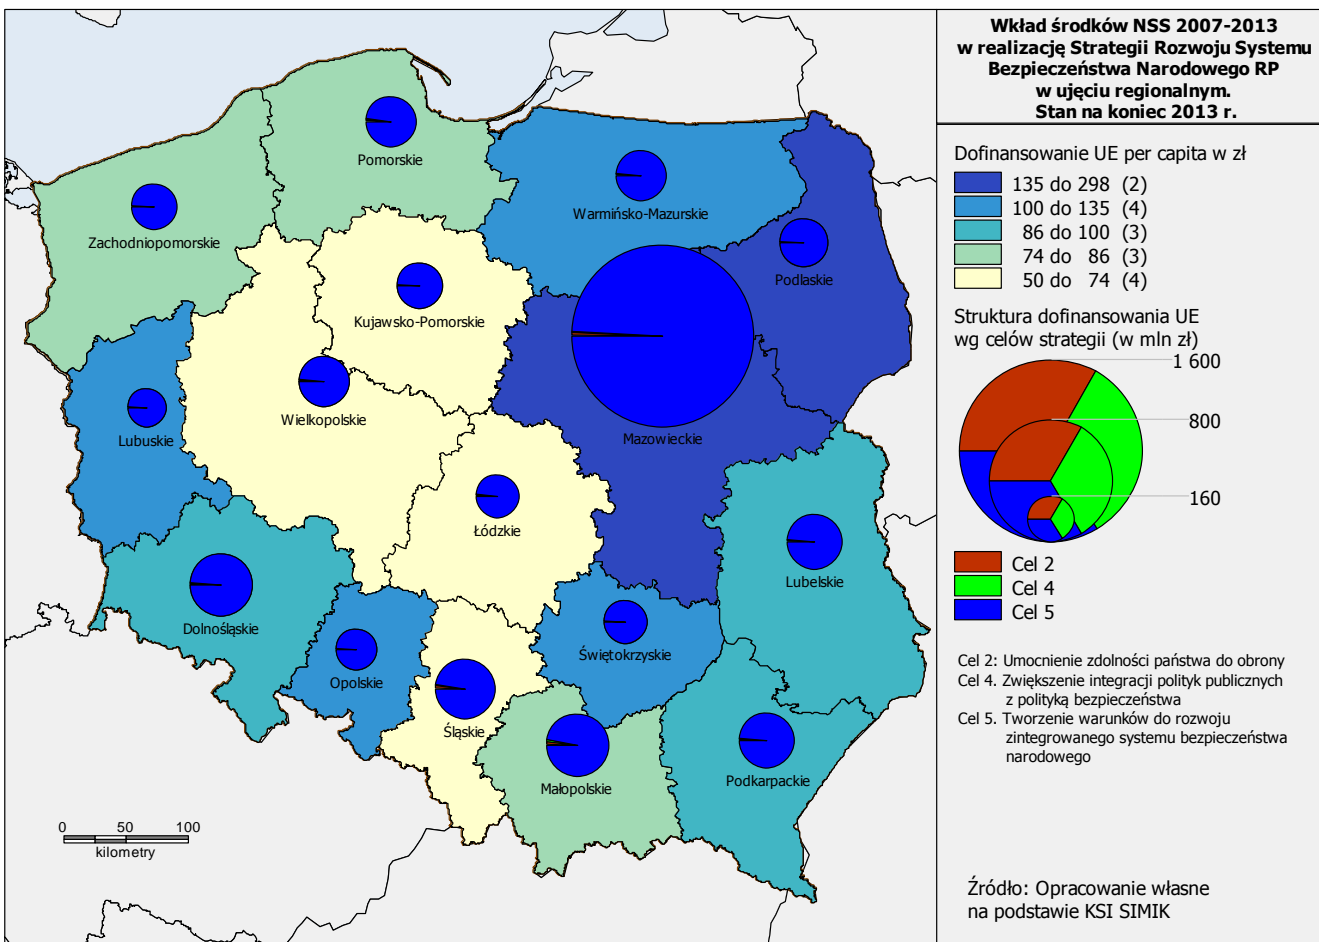 Wkład środków NSS 2007-2013
w realizację Strategii Rozwoju Systemu
Bezpieczeństwa Narodowego RP
w ujęciu regionalnym.
Stan na koniec 2013 r.
Dofinansowanie UE per capita w zł
135 do 298 (2)
100 do 135 (4)
86 do 100 (3)
74 do 86 (3)
50 do 74 (4)
Struktura dofinansowania UE
wg celów strategii (w mln zł)
1 600
800
160
Cel 2
Cel 4
Cel 5
Cel 2: Umocnienie zdolności państwa do obrony
Cel 4. Zwiększenie integracji polityk publicznych
z polityką bezpieczeństwa
Cel 5. Tworzenie warunków do rozwoju
zintegrowanego systemu bezpieczeństwa
narodowego
Źródło: Opracowanie własne
na podstawie KSI SIMIK
Pomorskie
Zachodniopomorskie
Warmińsko-Mazurskie
Podlaskie
Kujawsko-Pomorskie
Wielkopolskie
Lubuskie
Mazowieckie
Łódzkie
Lubelskie
Dolnośląskie
Opolskie
Świętokrzyskie
Śląskie
Małopolskie
Podkarpackie
0 50 100
kilometry